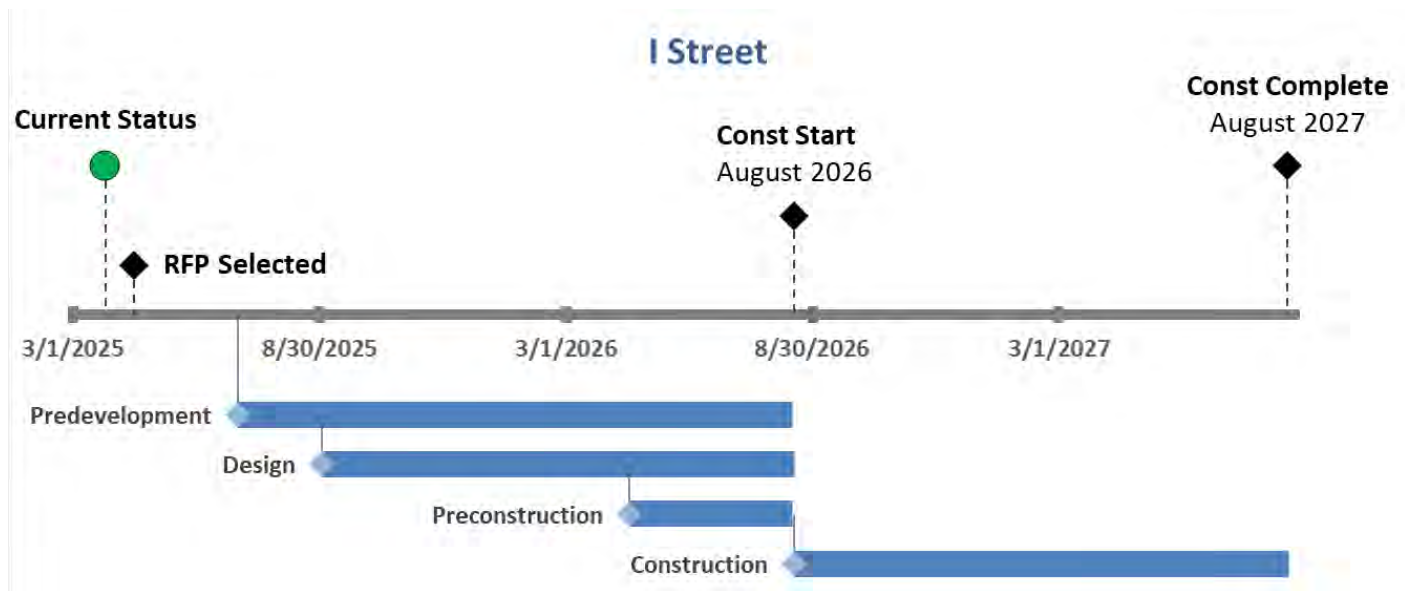 I Street
Current Status
Const Complete
August 2027
Const Start
August 2026
RFP Selected
3/1/2025
8/30/2025
3/1/2026
8/30/2026
3/1/2027
Predevelopment
Design
Preconstruction
Construction